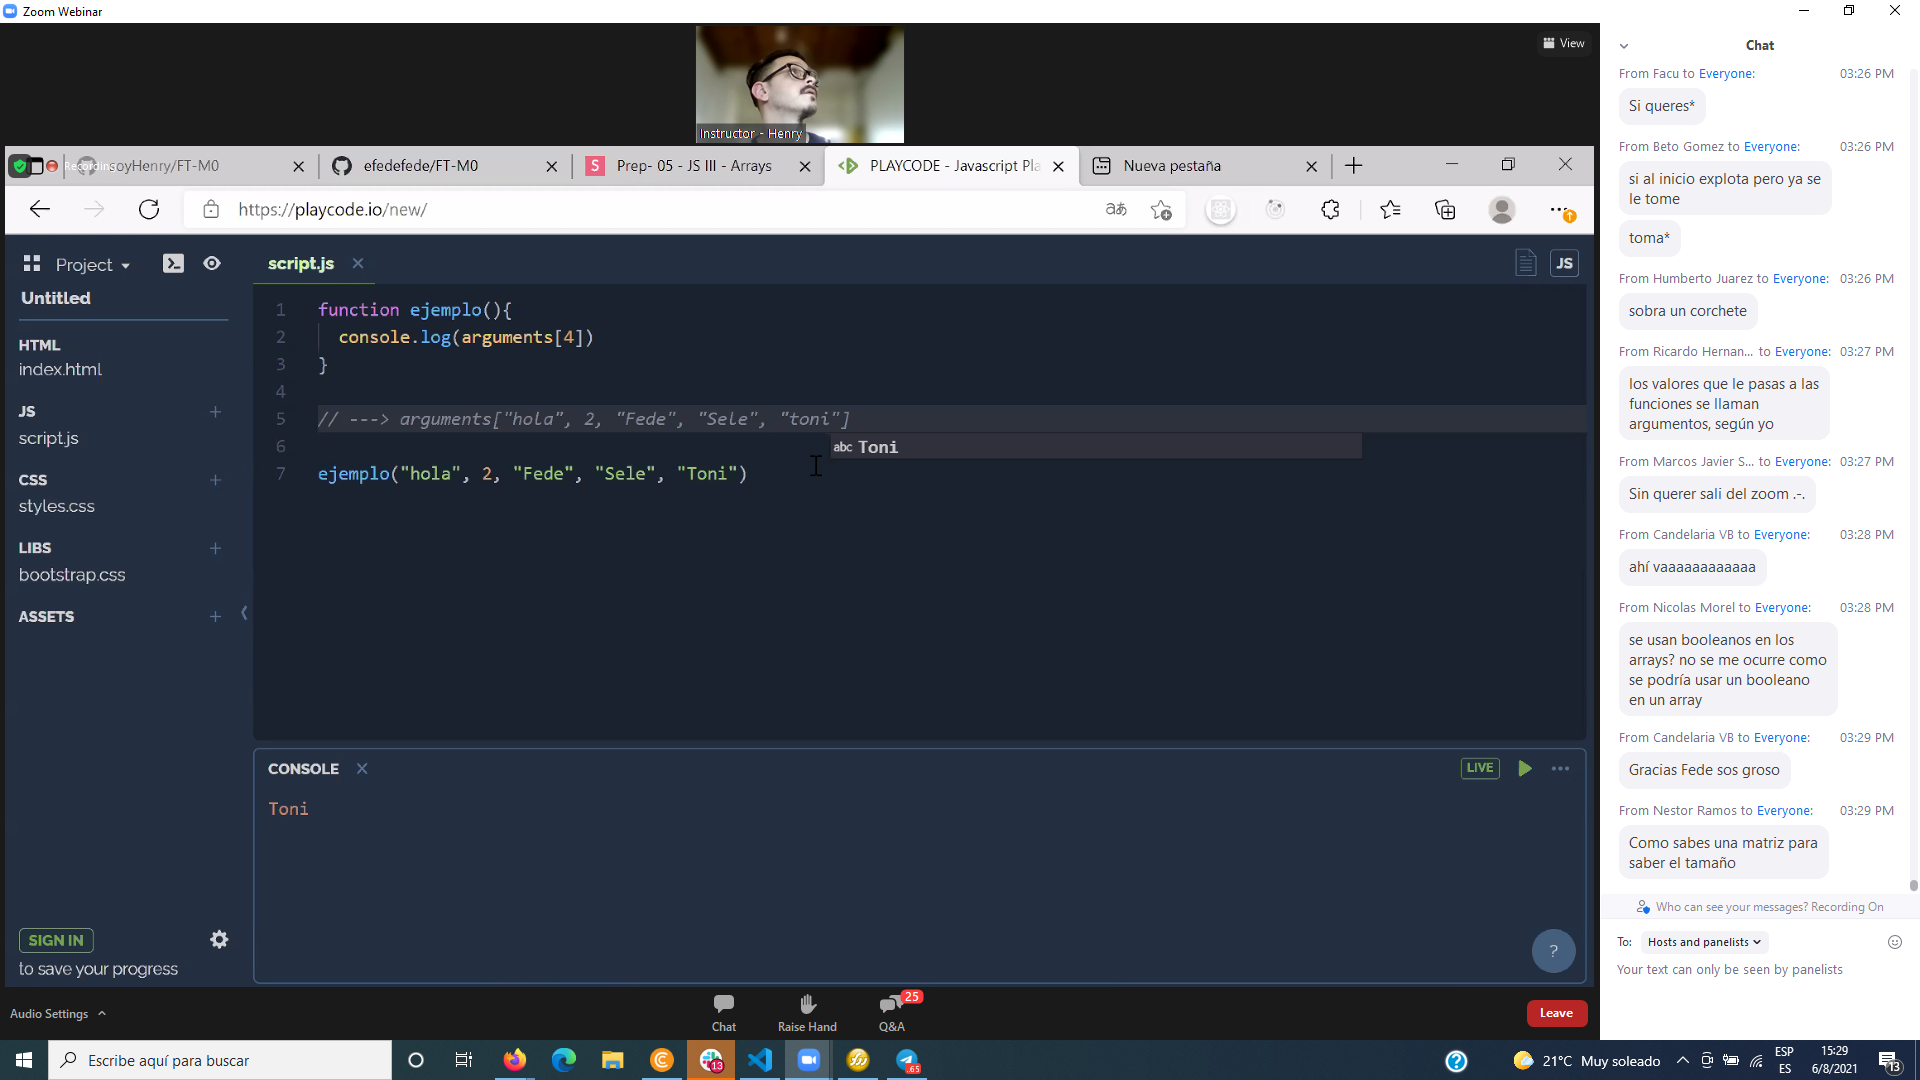 Zoom Webinar
View
Instructor - Henry
Recording
soyHenry/FT-M0
efedefede/FT-M0
S
Prep- 05 - JS III - Arrays
PLAYCODE - Javascript Pla
Nueva pestaña
https://playcode.io/new/
aあ
Project
Untitled
HTML
index.html
JS
script.js
CSS
styles.css
LIBS
bootstrap.css
ASSETS
SIGN IN
to save your progress
script.js
JS
1 function ejemplo(){
2 console.log(arguments[4])
3 }
4
5 // ---> arguments["hola", 2, "Fede", "Sele", "toni"]
6
abc Toni
7 ejemplo("hola", 2, "Fede", "Sele", "Toni")
CONSOLE
LIVE
Toni
?
Audio Settings
Chat
Raise Hand
25
Q&A
Leave
Chat
From Facu to Everyone: 03:26 PM
Si queres*
From Beto Gomez to Everyone: 03:26 PM
si al inicio explota pero ya se
le tome
toma*
From Humberto Juarez to Everyone: 03:26 PM
sobra un corchete
From Ricardo Hernan... to Everyone: 03:27 PM
los valores que le pasas a las
funciones se llaman
argumentos, según yo
From Marcos Javier S... to Everyone: 03:27 PM
Sin querer sali del zoom .-.
From Candelaria VB to Everyone: 03:28 PM
ahí vaaaaaaaaaaaa
From Nicolas Morel to Everyone: 03:28 PM
se usan booleanos en los
arrays? no se me ocurre como
se podría usar un booleano
en un array
From Candelaria VB to Everyone: 03:29 PM
Gracias Fede sos groso
From Nestor Ramos to Everyone: 03:29 PM
Como sabes una matriz para
saber el tamaño
Who can see your messages? Recording On
To: Hosts and panelists
Your text can only be seen by panelists
Escribe aquí para buscar
13
65
21°C Muy soleado
ESP
ES
15:29
6/8/2021
13